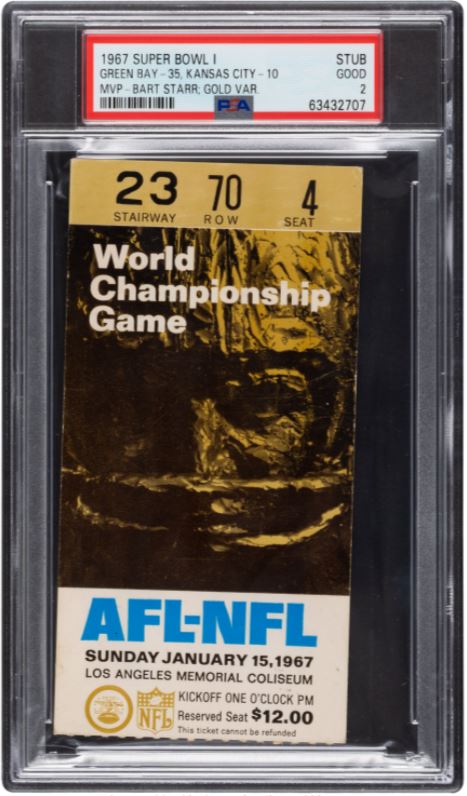 1967 SUPER BOWL I STUB
GREEN BAY - 35, KANSAS CITY - 10 GOOD
MVP - BART STARR; GOLD VAR. 2
PSA 63432707
23 70 4
STAIRWAY ROW SEAT
World
Championship
Game
AFL-NFL
SUNDAY JANUARY 15, 1967
LOS ANGELES MEMORIAL COLISEUM
KICKOFF ONE O'CLOCK PM
NFL Reserved Seat $12.00
This ticket cannot be refunded